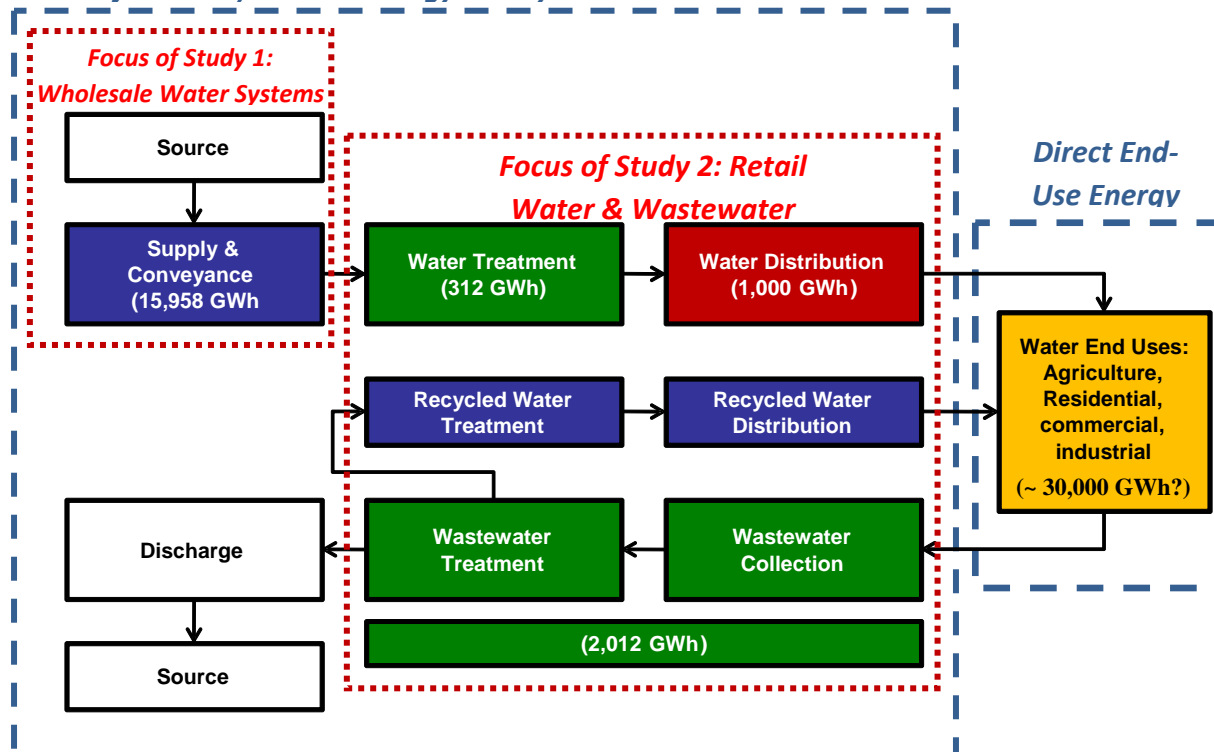 Focus of Study 1:
Wholesale Water Systems
Source
Supply &
Conveyance
(15,958 GWh
Focus of Study 2: Retail
Water & Wastewater
Water Treatment
(312 GWh)
Water Distribution
(1,000 GWh)
Direct End-
Use Energy
Water End Uses:
Agriculture,
Residential,
commercial,
industrial
(~ 30,000 GWh?)
Recycled Water
Treatment
Recycled Water
Distribution
Discharge
Wastewater
Treatment
Wastewater
Collection
(2,012 GWh)
Source